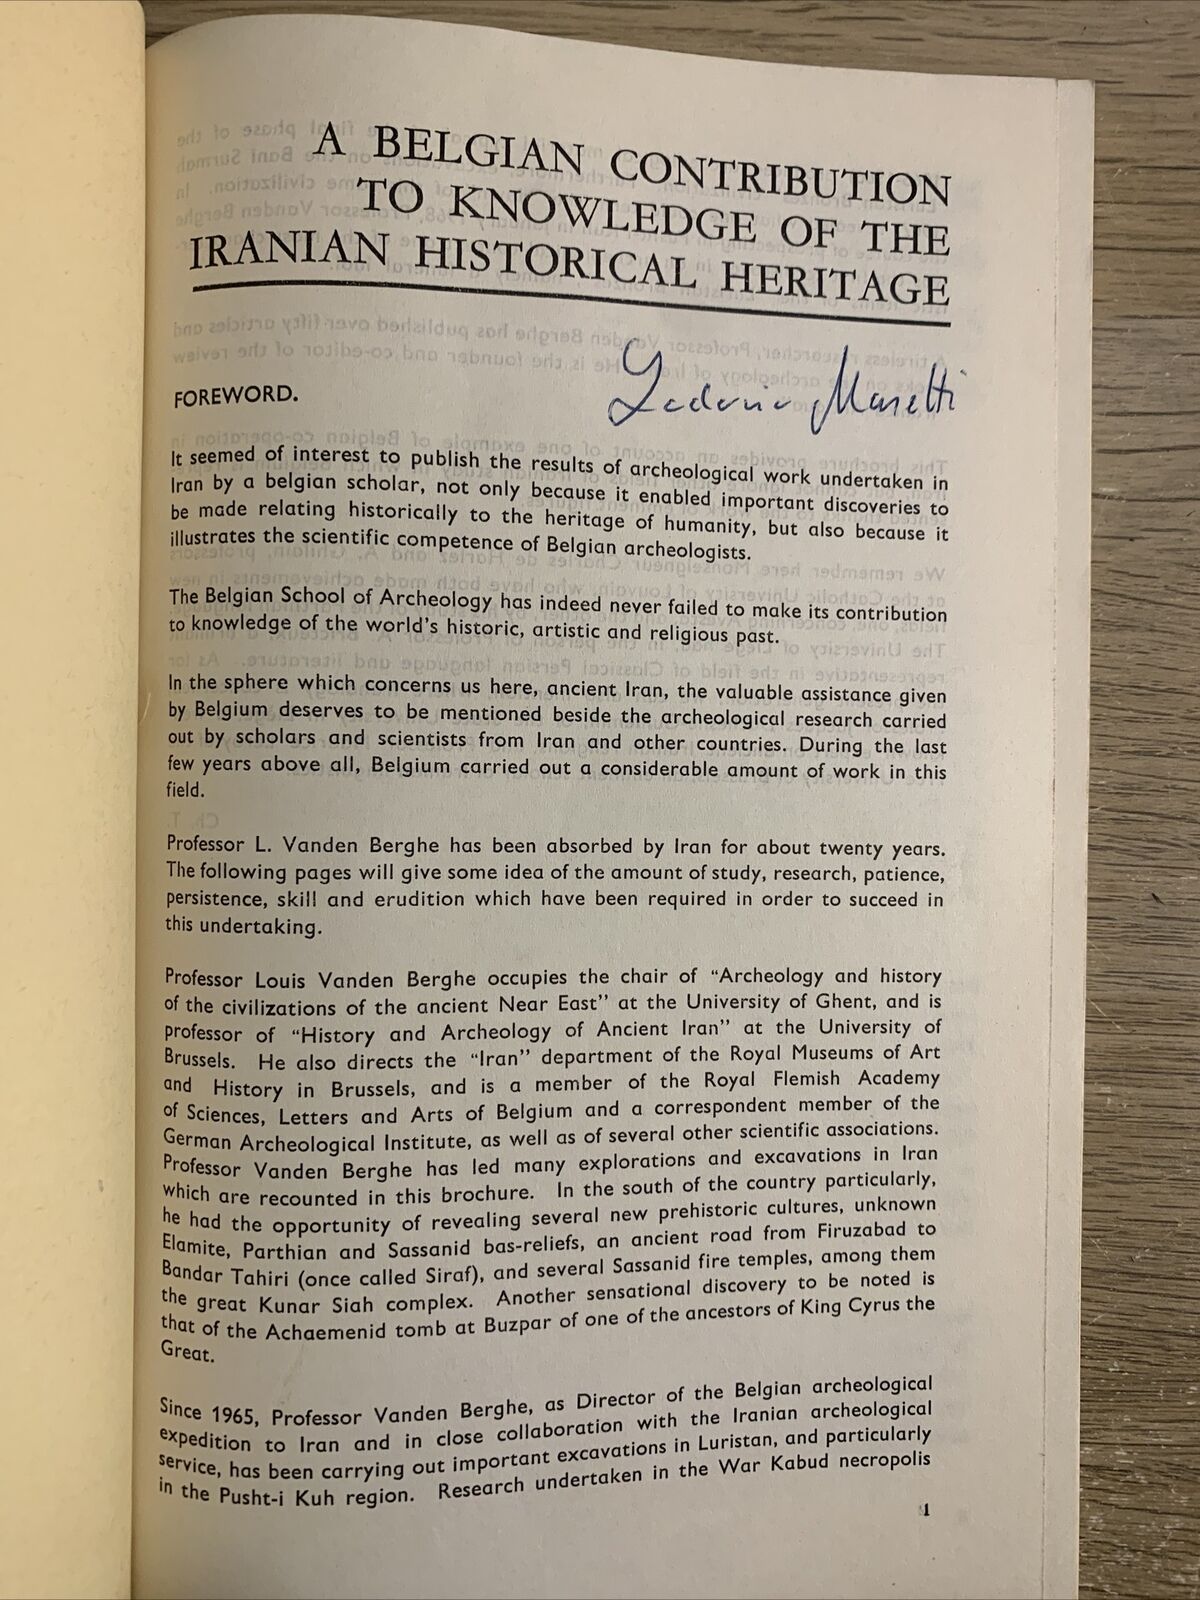 A BELGIAN CONTRIBUTION
TO KNOWLEDGE OF THE
IRANIAN HISTORICAL HERITAGE
FOREWORD.
It seemed of interest to publish the results of archeological work undertaken in
Iran by a belgian scholar, not only because it enabled important discoveries to
be made relating historically to the heritage of humanity, but also because it
illustrates the scientific competence of Belgian archeologists.
The Belgian School of Archeology has indeed never failed to make its contribution
to knowledge of the world's historic, artistic and religious past.
In the sphere which concerns us here, ancient Iran, the valuable assistance given
by Belgium deserves to be mentioned beside the archeological research carried
out by scholars and scientists from Iran and other countries. During the last
few years above all, Belgium carried out a considerable amount of work in this
field.
Professor L. Vanden Berghe has been absorbed by Iran for about twenty years.
The following pages will give some idea of the amount of study, research, patience,
persistence, skill and erudition which have been required in order to succeed in
this undertaking.
Professor Louis Vanden Berghe occupies the chair of "Archeology and history
of the civilizations of the ancient Near East" at the University of Ghent, and is
professor of "History and Archeology of Ancient Iran" at the University of
Brussels. He also directs the "Iran" department of the Royal Museums of Art
and History in Brussels, and is a member of the Royal Flemish Academy
of Sciences, Letters and Arts of Belgium and a correspondent member of the
German Archeological Institute, as well as of several other scientific associations.
Professor Vanden Berghe has led many explorations and excavations in Iran
which are recounted in this brochure. In the south of the country particularly,
he had the opportunity of revealing several new prehistoric cultures, unknown
Elamite, Parthian and Sassanid bas-reliefs, an ancient road from Firuzabad to
Bandar Tahiri (once called Siraf), and several Sassanid fire temples, among them
the great Kunar Siah complex. Another sensational discovery to be noted is
that of the Achaemenid tomb at Buzpar of one of the ancestors of King Cyrus the
Great.
Since 1965, Professor Vanden Berghe, as Director of the Belgian archeological
expedition to Iran and in close collaboration with the Iranian archeological
service, has been carrying out important excavations in Luristan, and particularly
in the Pusht-i Kuh region. Research undertaken in the War Kabud necropolis
1